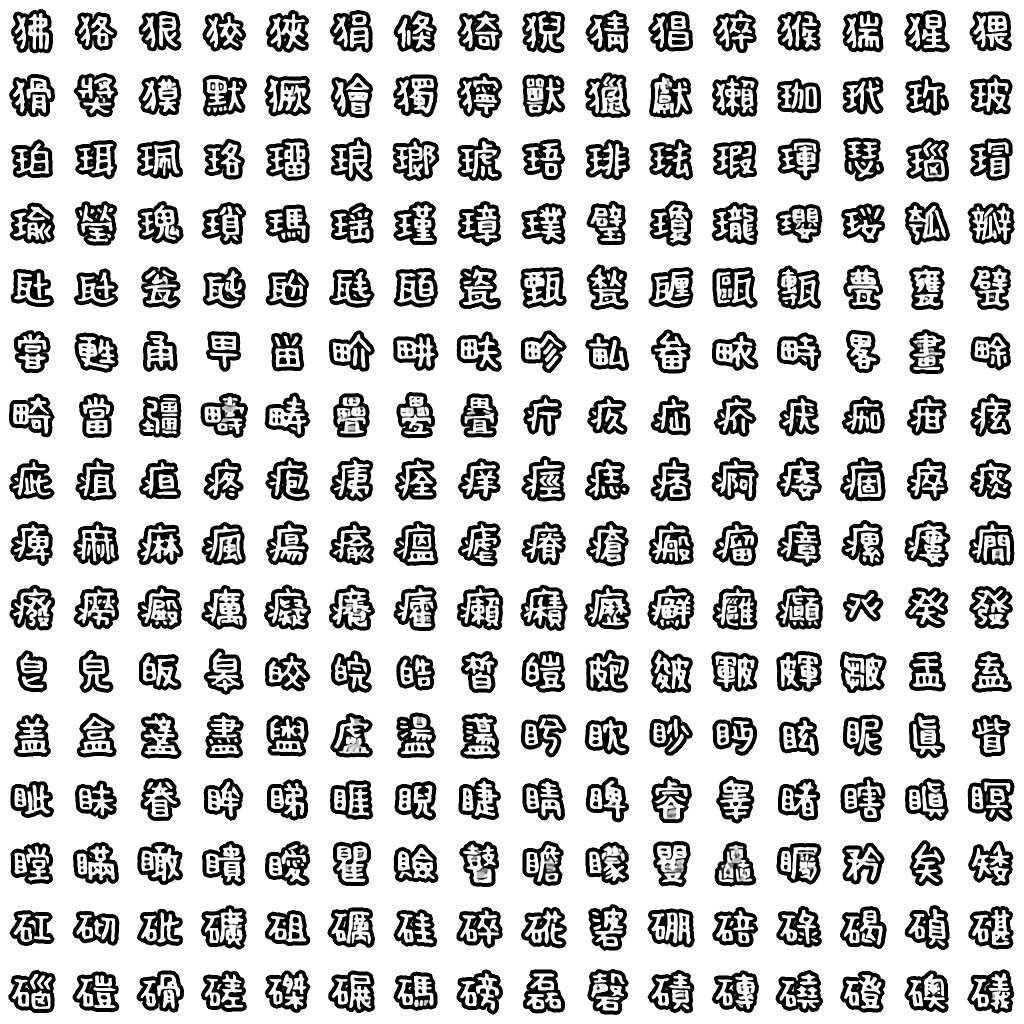 狒狢狠狡狹狷倏猗猊猜猖猝猴猯猩猥
猾獎獏默獗獪獨獰獸獵獻獺珈玳珎玻
珀珥珮珞璢琅瑯琥珸琲琺瑕琿瑟瑙瑁
瑜瑩瑰瑣瑪瑶瑾璋璞璧瓊瓏瓔珱瓠瓣
瓧瓩瓮瓲瓰瓱瓸瓷甄甃甅甌甎甍甕甓
甞甦甬甼畄畍畊畉畛畆畚畩畤畧畫畭
畸當疆疇畴疊疉疂疔疚疝疥疣痂疳痃
疵疽疸疼疱痍痊痒痙痣痞痾痿痼瘁痰
痺痲痳瘋瘍瘉瘟瘧瘠瘡瘢瘤瘴瘰瘻癇
癈癆癜癘癡癢癨癩癪癧癬癰癲癶癸發
皀皃皈皋皎皖皓皙皚皰皴皸皹皺盂盍
盖盒盞盡盥盧盪蘯盻眈眇眄眩眤眞眥
眦眛眷眸睇睚睨睫睛睥睿睾睹瞎瞋瞑
瞠瞞瞰瞶瞹瞿瞼瞽瞻矇矍矗矚矜矣矮
矼砌砒礦砠礪硅碎硴碆硼碚碌碣碵碪
碯磑磆磋磔碾碼磅磊磬磧磚磽磴礇礒